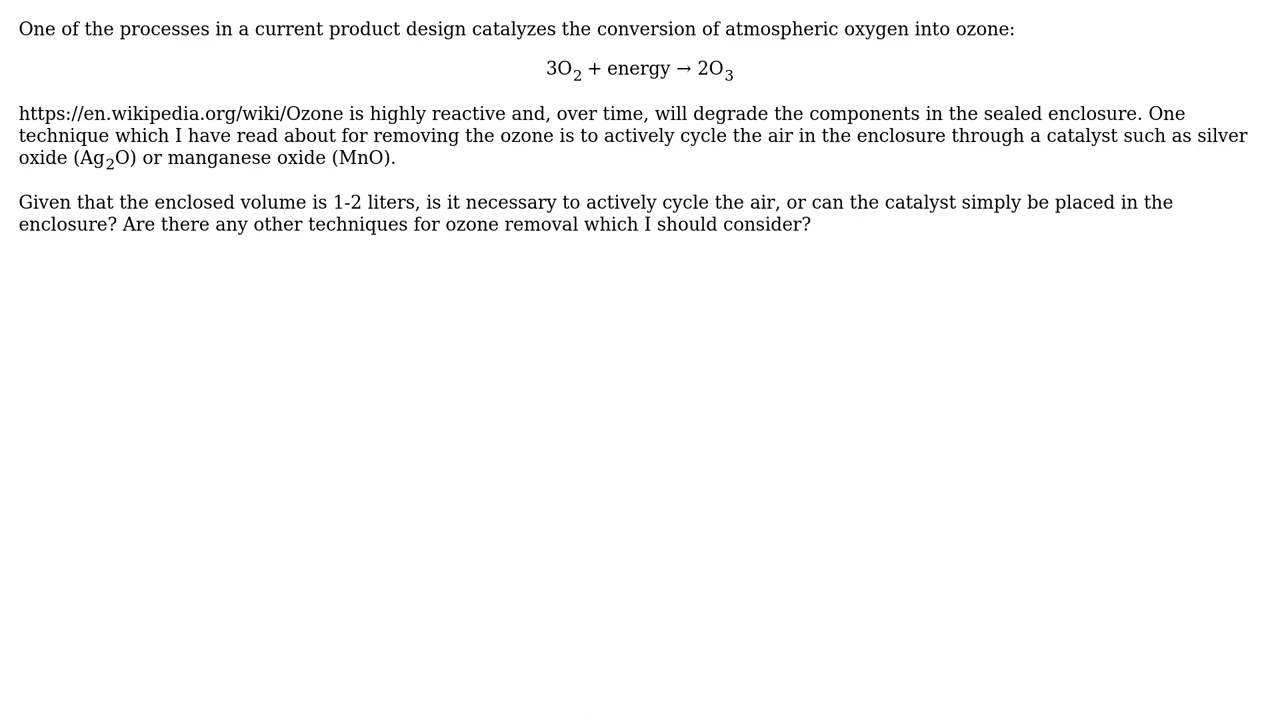 One of the processes in a current product design catalyzes the conversion of atmospheric oxygen into ozone:
3O2 + energy → 2O3
https://en.wikipedia.org/wiki/Ozone is highly reactive and, over time, will degrade the components in the sealed enclosure. One
technique which I have read about for removing the ozone is to actively cycle the air in the enclosure through a catalyst such as silver
oxide (Ag2O) or manganese oxide (MnO).
Given that the enclosed volume is 1-2 liters, is it necessary to actively cycle the air, or can the catalyst simply be placed in the
enclosure? Are there any other techniques for ozone removal which I should consider?